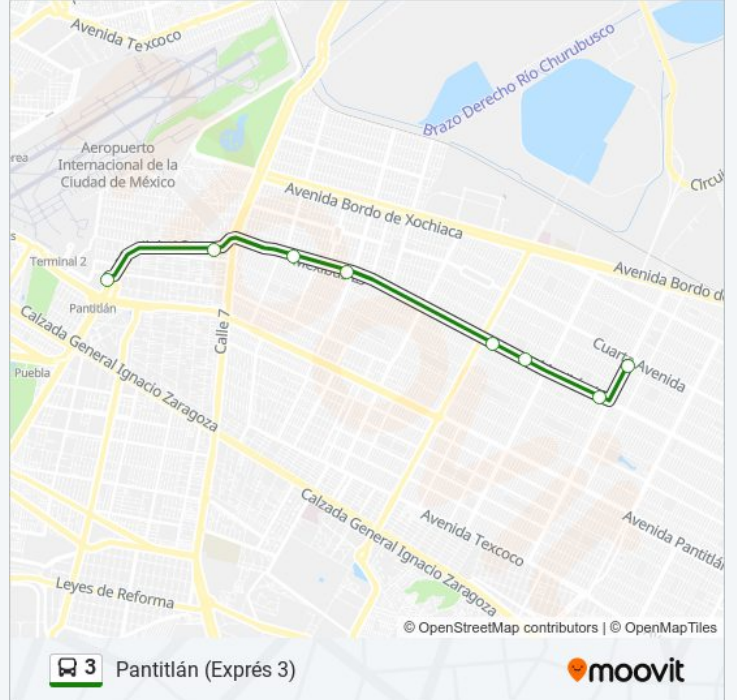 Avenida Texcoco
Brazo Derecho Río Churubusco
Aeropuerto
Internacional de la
Ciudad de México
Avenida Bordo de Xochiaca
Terminal 2
Avenida Bordo d
Pantitlán
Calle 7
Calzada General Ignacio Zaragoza
Cuarta Avenida
Puebla
Calzada General Ignacio Zaragoza
Avenida Texcoco
Avenida Pantitlá
Leyes de Reforma
© OpenStreetMap contributors | © OpenMapTiles
3 Pantitlán (Exprés 3)
moovit